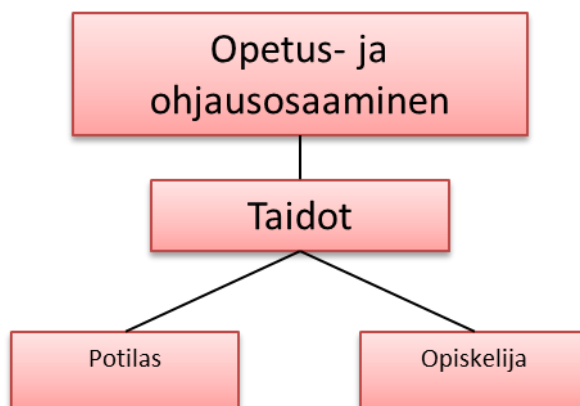 Opetus- ja
ohjausosaaminen
Taidot
Potilas
Opiskelija